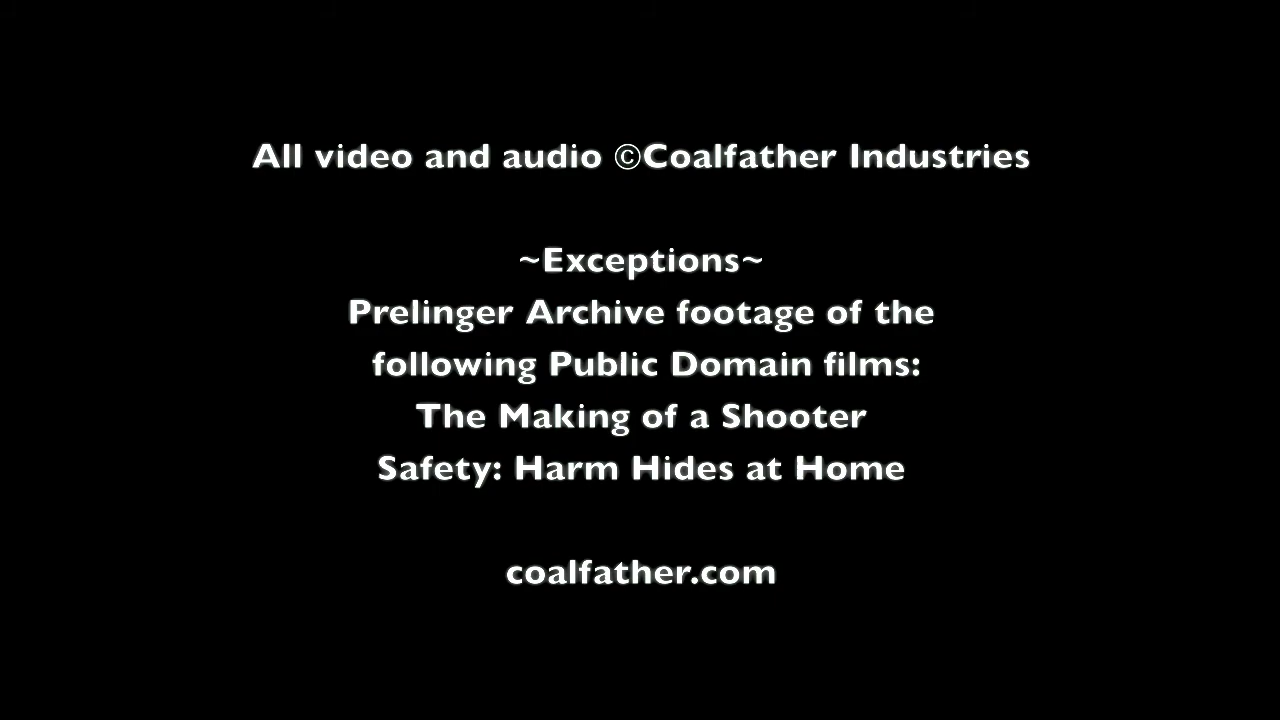 All video and audio ©Coalfather Industries
~Exceptions~
Prelinger Archive footage of the
following Public Domain films:
The Making of a Shooter
Safety: Harm Hides at Home
coalfather.com